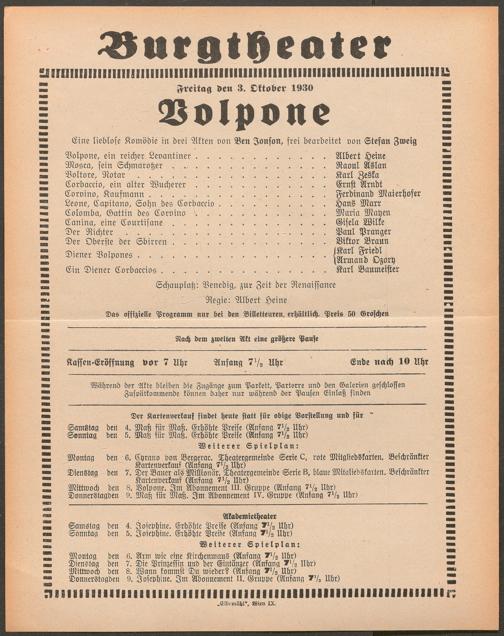 Burgtheater
Freitag den 3. Oktober 1930
Volpone
Eine lieblose Komödie in drei Akten von Ben Jonson, frei bearbeitet von Stefan Zweig
Volpone, ein reicher Levantiner . . . . . . . . . . . . Albert Heine
Mosca, sein Schmarotzer . . . . . . . . . . . . Raoul Aslan
Voltore, Notar . . . . . . . . . . . . Karl Zeska
Corbaccio, ein alter Wucherer . . . . . . . . . . . . Ernst Arndt
Corvino, Kaufmann . . . . . . . . . . . . Ferdinand Maierhofer
Leone, Capitano, Sohn des Corbaccio . . . . . . . . . . . . Hans Marr
Colomba, Gattin des Corvino . . . . . . . . . . . . Maria Mayen
Canina, eine Courtisane . . . . . . . . . . . . Gisela Wilke
Der Richter . . . . . . . . . . . . Paul Pranger
Der Oberste der Sbirren . . . . . . . . . . . . Viktor Braun
Diener Volpones . . . . . . . . . . . . Karl Friedl
Armand Ozory
Ein Diener Corbaccios . . . . . . . . . . . . Karl Baumeister
Schauplatz: Venedig, zur Zeit der Renaissance
Regie: Albert Heine
Das offizielle Programm nur bei den Billetteuren erhältlich. Preis 50 Groschen
Nach dem zweiten Akt eine größere Pause
Kassen-Eröffnung vor 7 Uhr Anfang 7½ Uhr Ende nach 10 Uhr
Während der Akte bleiben die Zugänge zum Parkett, Parterre und den Galerien geschlossen
Zuspätkommende können daher nur während der Pausen Einlaß finden
Der Kartenverkauf findet heute statt für obige Vorstellung und für
Samstag den 4. Maß für Maß. Erhöhte Preise (Anfang 7½ Uhr)
Sonntag den 5. Maß für Maß. Erhöhte Preise (Anfang 7½ Uhr)
Weiterer Spielplan:
Montag den 6. Cyrano von Bergerac. Theatergemeinde Serie C, rote Mitgliedskarten. Beschränkter
Kartenverkauf (Anfang 7½ Uhr)
Dienstag den 7. Der Bauer als Millionär. Theatergemeinde Serie B, blaue Mitgliedskarten. Beschränkter
Kartenverkauf (Anfang 7½ Uhr)
Mittwoch den 8. Volpone. Im Abonnement III. Gruppe (Anfang 7½ Uhr)
Donnerstag den 9. Maß für Maß. Im Abonnement IV. Gruppe (Anfang 7½ Uhr)
Akademietheater
Samstag den 4. Josephine. Erhöhte Preise (Anfang 7½ Uhr)
Sonntag den 5. Josephine. Erhöhte Preise (Anfang 7½ Uhr)
Weiterer Spielplan:
Montag den 6. Arm wie eine Kirchenmaus (Anfang 7½ Uhr)
Dienstag den 7. Die Prinzessin und der Eintänzer (Anfang 7½ Uhr)
Mittwoch den 8. Wann kommst Du wieder? (Anfang 7½ Uhr)
Donnerstag den 9. Josephine. Im Abonnement II. Gruppe (Anfang 7½ Uhr)
„Elbemühl", Wien IX.